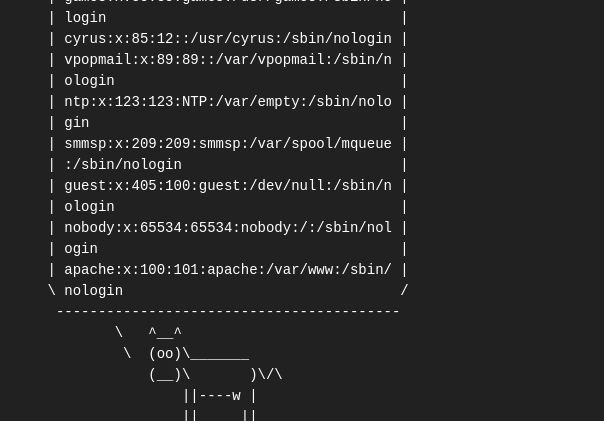 | login                                   |
| cyrus:x:85:12::/usr/cyrus:/sbin/nologin |
| vpopmail:x:89:89::/var/vpopmail:/sbin/n |
| ologin                                  |
| ntp:x:123:123:NTP:/var/empty:/sbin/nolo |
| gin                                     |
| smmsp:x:209:209:smmsp:/var/spool/mqueue |
| :/sbin/nologin                          |
| guest:x:405:100:guest:/dev/null:/sbin/n |
| ologin                                  |
| nobody:x:65534:65534:nobody:/:/sbin/nol |
| ogin                                    |
| apache:x:100:101:apache:/var/www:/sbin/ |
\ nologin                                 /
 -----------------------------------------
        \   ^__^
         \  (oo)\_______
            (__)\       )\/\
                ||----w |
                ||     ||